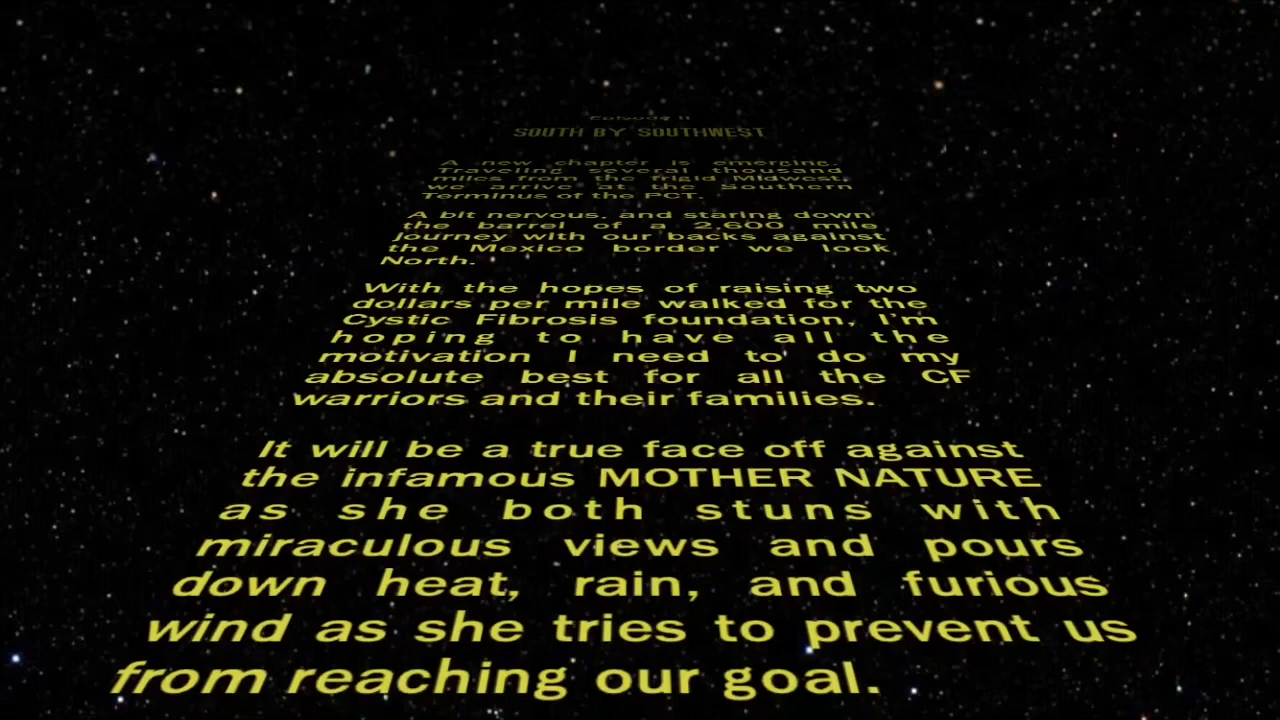 Episode II
SOUTH BY SOUTHWEST
A new chapter is emerging.
Traveling several thousand
miles from the frigid Midwest,
we arrive at the Southern
Terminus of the PCT.
A bit nervous, and staring down
the barrel of a 2,600 mile
journey with our backs against
the Mexico border we look
North.
With the hopes of raising two
dollars per mile walked for the
Cystic Fibrosis foundation, I'm
hoping to have all the
motivation I need to do my
absolute best for all the CF
warriors and their families.
It will be a true face off against
the infamous MOTHER NATURE
as she both stuns with
miraculous views and pours
down heat, rain, and furious
wind as she tries to prevent us
from reaching our goal.